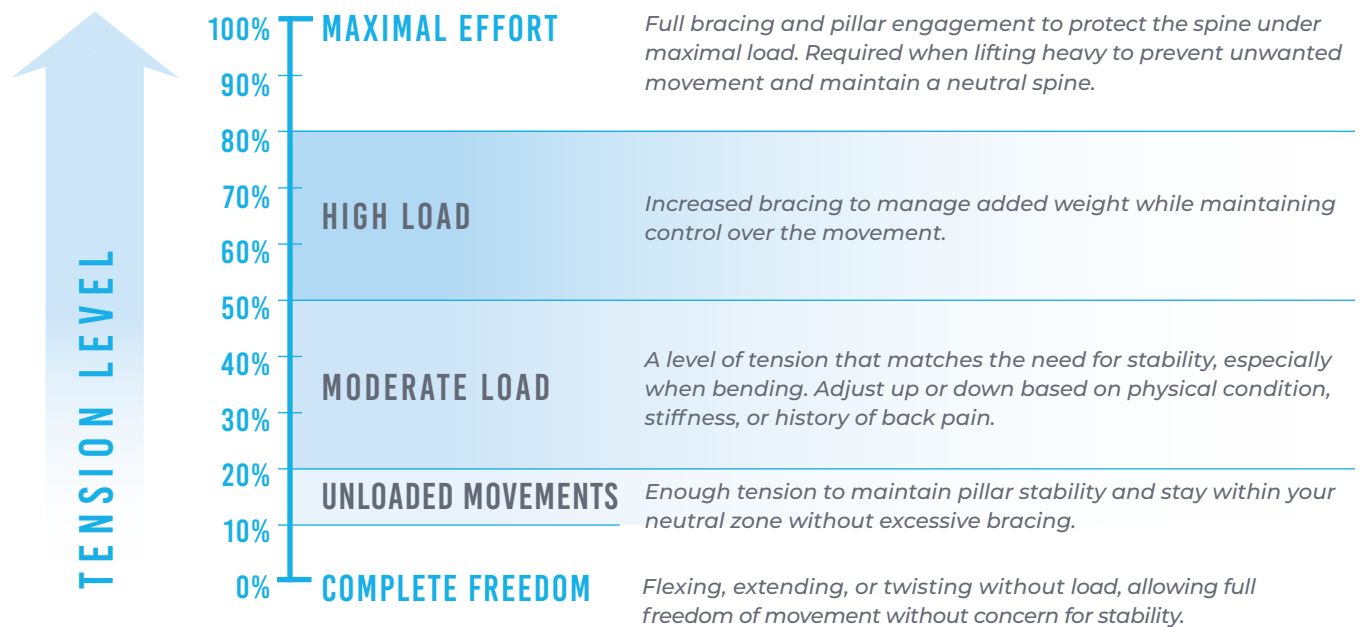 TENSION LEVEL
100%
MAXIMAL EFFORT
Full bracing and pillar engagement to protect the spine under
maximal load. Required when lifting heavy to prevent unwanted
movement and maintain a neutral spine.
90%
80%
70%
HIGH LOAD
Increased bracing to manage added weight while maintaining
control over the movement.
60%
50%
40%
MODERATE LOAD
A level of tension that matches the need for stability, especially
when bending. Adjust up or down based on physical condition,
stiffness, or history of back pain.
30%
20%
UNLOADED MOVEMENTS
Enough tension to maintain pillar stability and stay within your
neutral zone without excessive bracing.
10%
0%
COMPLETE FREEDOM
Flexing, extending, or twisting without load, allowing full
freedom of movement without concern for stability.